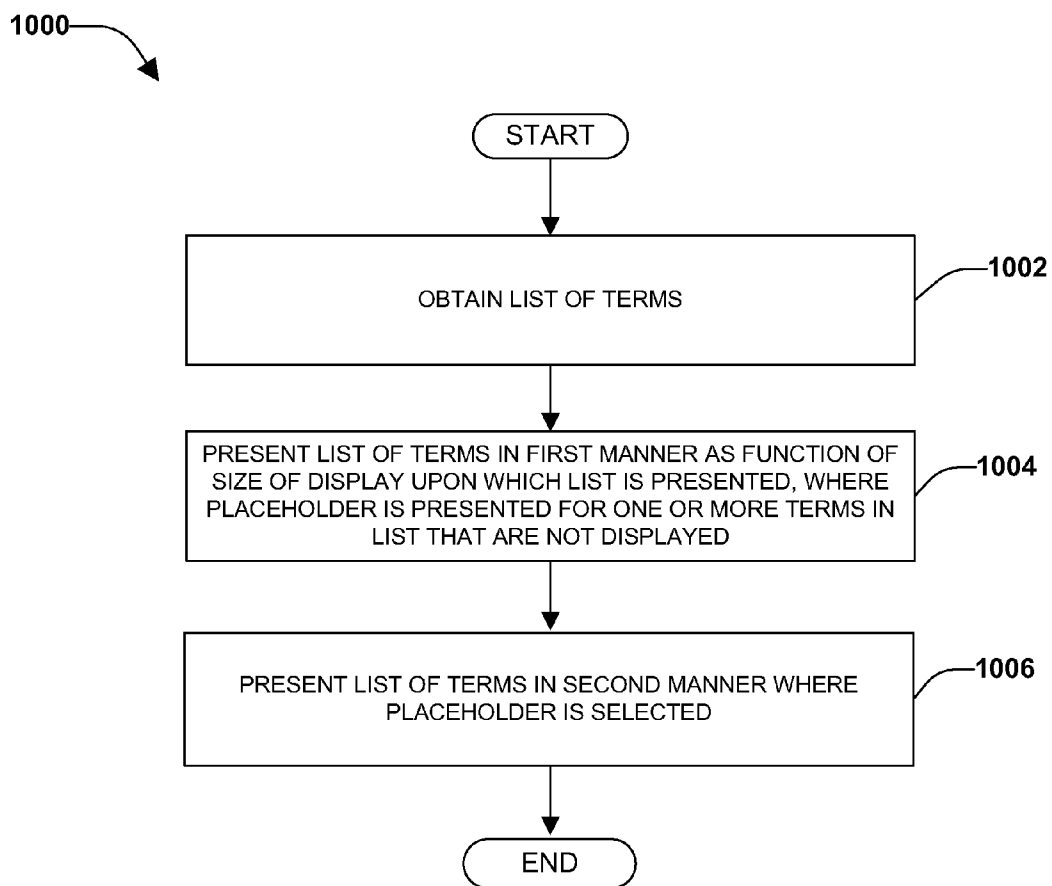 1000
START
1002
OBTAIN LIST OF TERMS
PRESENT LIST OF TERMS IN FIRST MANNER AS FUNCTION OF
SIZE OF DISPLAY UPON WHICH LIST IS PRESENTED, WHERE
PLACEHOLDER IS PRESENTED FOR ONE OR MORE TERMS IN
LIST THAT ARE NOT DISPLAYED
1004
PRESENT LIST OF TERMS IN SECOND MANNER WHERE
PLACEHOLDER IS SELECTED
1006
END